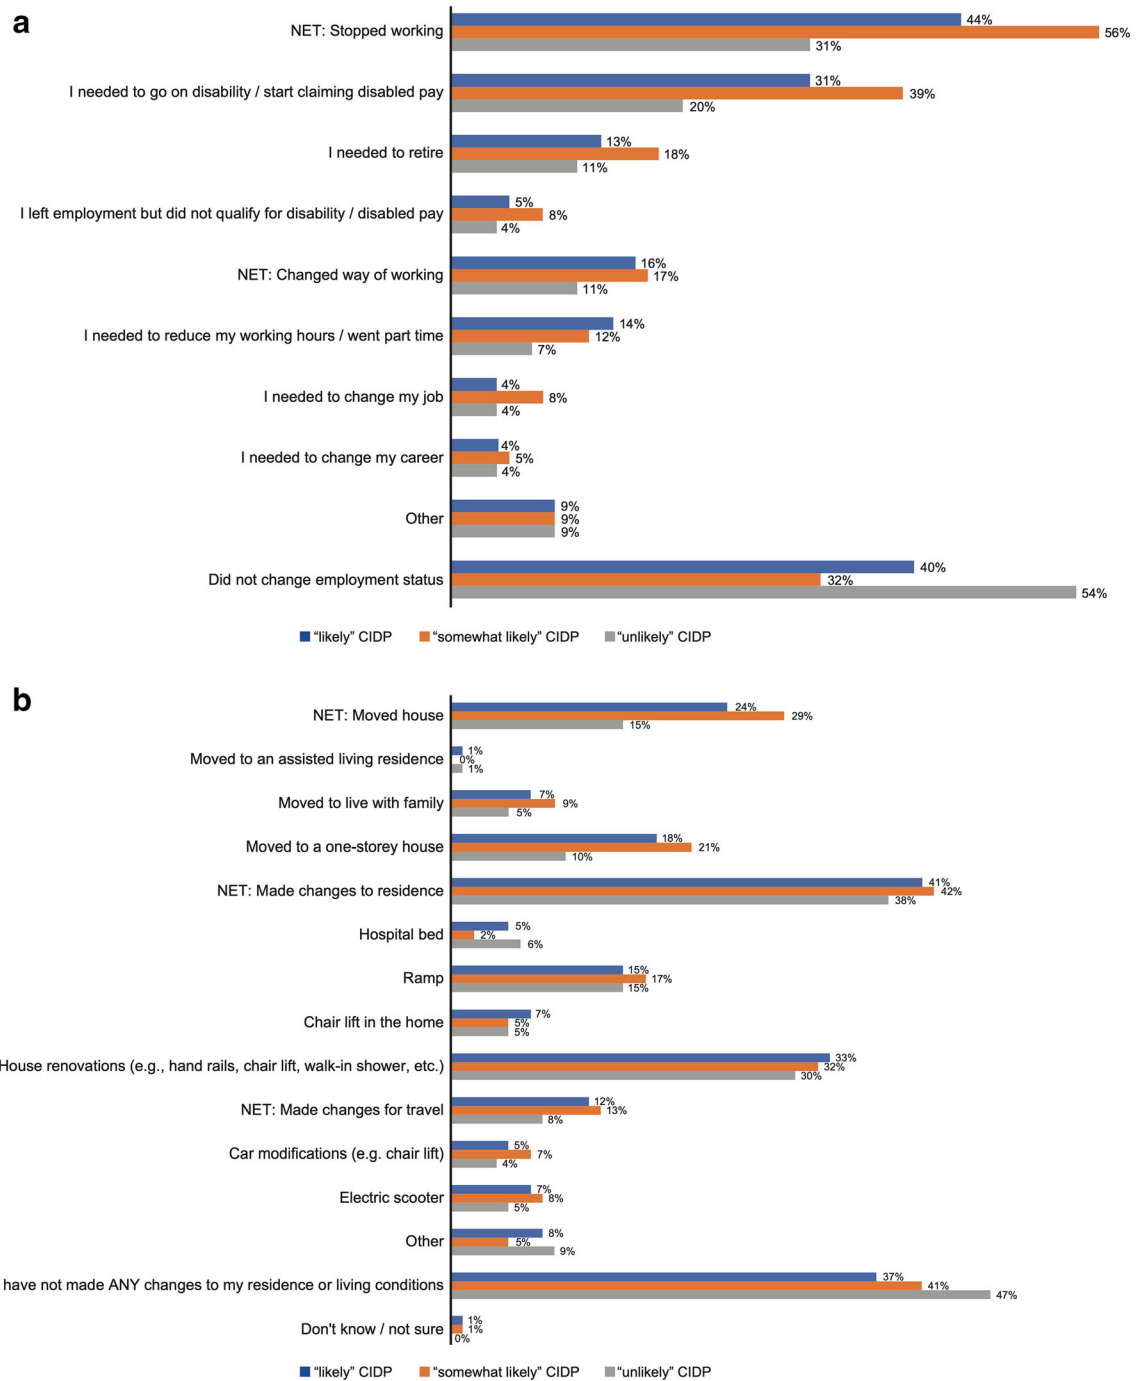 a
NET: Stopped working
44%
56%
31%
I needed to go on disability / start claiming disabled pay
31%
39%
20%
I needed to retire
13%
18%
11%
I left employment but did not qualify for disability / disabled pay
5%
8%
4%
NET: Changed way of working
16%
17%
11%
I needed to reduce my working hours / went part time
14%
12%
7%
I needed to change my job
4%
8%
4%
I needed to change my career
4%
5%
4%
Other
9%
9%
9%
Did not change employment status
40%
32%
54%
“likely” CIDP “somewhat likely” CIDP “unlikely” CIDP
b
NET: Moved house
24%
29%
15%
Moved to an assisted living residence
1%
0%
1%
Moved to live with family
7%
9%
5%
Moved to a one-storey house
18%
21%
10%
NET: Made changes to residence
41%
42%
38%
Hospital bed
5%
2%
6%
Ramp
15%
17%
15%
Chair lift in the home
7%
5%
5%
House renovations (e.g., hand rails, chair lift, walk-in shower, etc.)
33%
32%
30%
NET: Made changes for travel
12%
13%
8%
Car modifications (e.g. chair lift)
5%
7%
4%
Electric scooter
7%
8%
5%
Other
8%
5%
9%
have not made ANY changes to my residence or living conditions
37%
41%
47%
Don't know / not sure
1%
1%
0%
“likely” CIDP “somewhat likely” CIDP “unlikely” CIDP